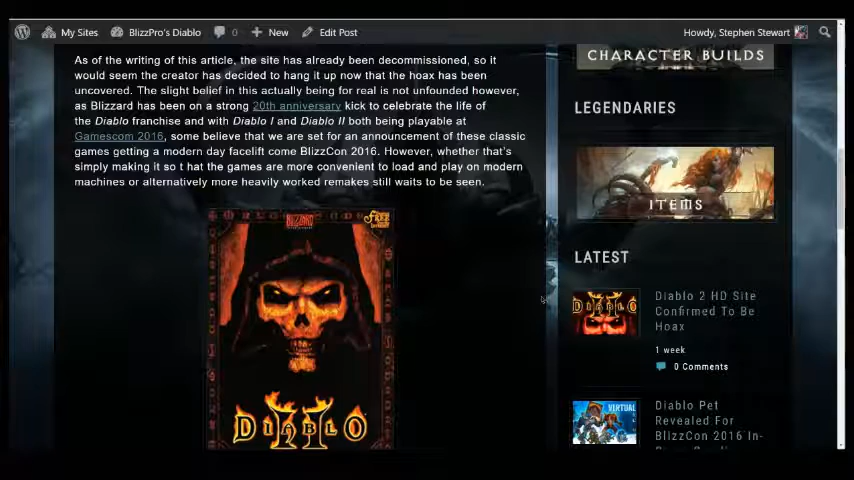 My Sites
BlizzPro's Diablo
0
New
Edit Post
Howdy, Stephen Stewart
As of the writing of this article, the site has already been decommissioned, so it
would seem the creator has decided to hang it up now that the hoax has been
uncovered. The slight belief in this actually being for real is not unfounded however,
as Blizzard has been on a strong 20th anniversary kick to celebrate the life of
the Diablo franchise and with Diablo I and Diablo II both being playable at
Gamescom 2016, some believe that we are set for an announcement of these classic
games getting a modern day facelift come BlizzCon 2016. However, whether that's
simply making it so t hat the games are more convenient to load and play on modern
machines or alternatively more heavily worked remakes still waits to be seen.
BLIZZARD
DIABLO
II
CHARACTER BUILDS
LEGENDARIES
ITEMS
LATEST
DIABLO
Diablo 2 HD Site
Confirmed To Be
Hoax
1 week
0 Comments
VIRTUAL
Diablo Pet
Revealed For
BlizzCon 2016 In-